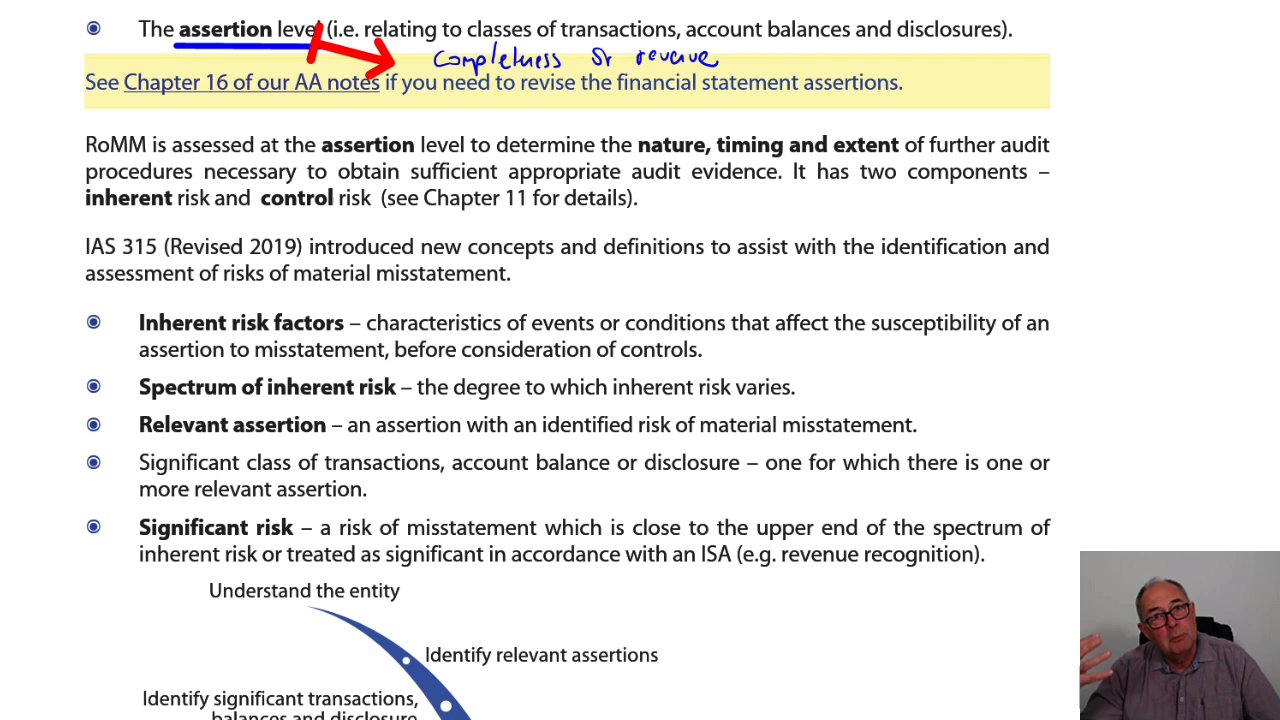 The assertion level (i.e. relating to classes of transactions, account balances and disclosures).
completness of revenue
See Chapter 16 of our AA notes if you need to revise the financial statement assertions.
RoMM is assessed at the assertion level to determine the nature, timing and extent of further audit
procedures necessary to obtain sufficient appropriate audit evidence. It has two components –
inherent risk and control risk (see Chapter 11 for details).
IAS 315 (Revised 2019) introduced new concepts and definitions to assist with the identification and
assessment of risks of material misstatement.
Inherent risk factors – characteristics of events or conditions that affect the susceptibility of an
assertion to misstatement, before consideration of controls.
Spectrum of inherent risk – the degree to which inherent risk varies.
Relevant assertion – an assertion with an identified risk of material misstatement.
Significant class of transactions, account balance or disclosure – one for which there is one or
more relevant assertion.
Significant risk – a risk of misstatement which is close to the upper end of the spectrum of
inherent risk or treated as significant in accordance with an ISA (e.g. revenue recognition).
Understand the entity
Identify relevant assertions
Identify significant transactions,
balances and disclosure